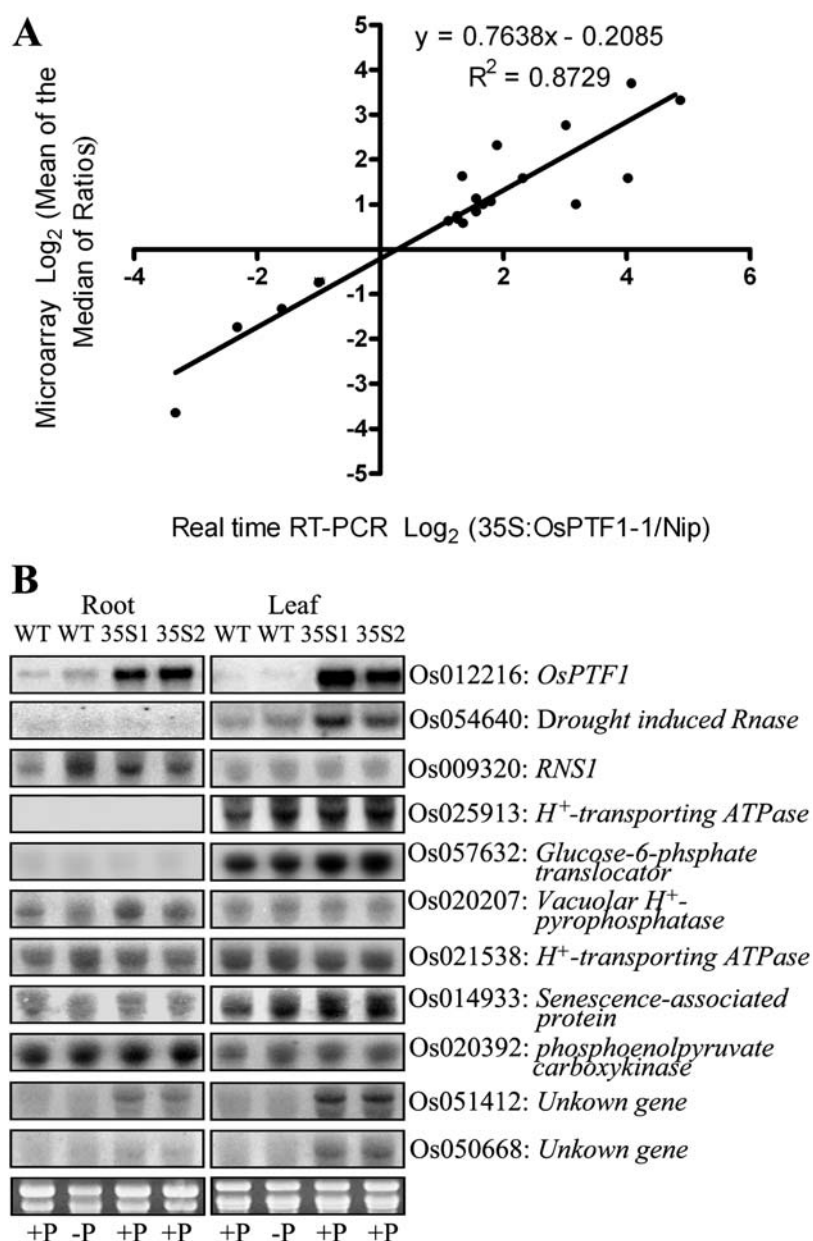 A
y = 0.7638x - 0.2085
R2 = 0.8729
Microarray Log2 (Mean of the
Median of Ratios)
5
4
3
2
1
0
-4
-2
2
4
6
-1
-2
-3
-4
-5
Real time RT-PCR Log2 (35S:OsPTF1-1/Nip)
B
Root Leaf
WT WT 35S1 35S2 WT WT 35S1 35S2
Os012216: OsPTF1
Os054640: Drought induced Rnase
Os009320: RNS1
Os025913: H+-transporting ATPase
Os057632: Glucose-6-phsphate
translocator
Os020207: Vacuolar H+-
pyrophosphatase
Os021538: H+-transporting ATPase
Os014933: Senescence-associated
protein
Os020392: phosphoenolpyruvate
carboxykinase
Os051412: Unkown gene
Os050668: Unkown gene
+P -P +P +P +P -P +P +P